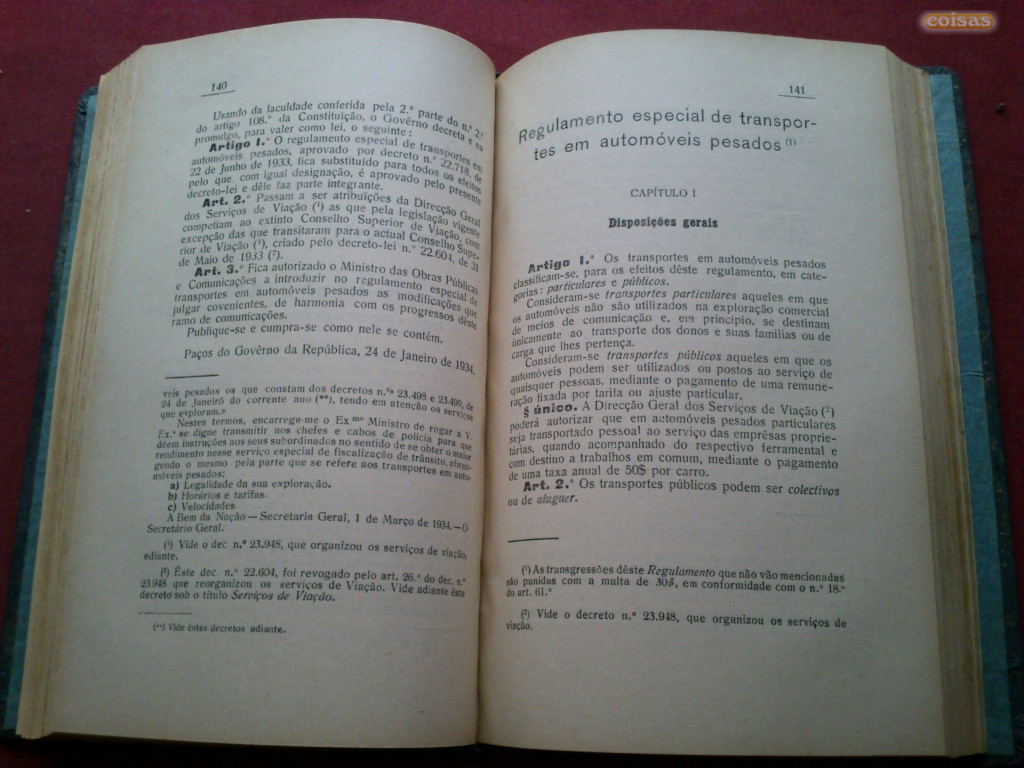 coisas
140
Usando da faculdade conferida pela 2.ª parte do n.º 2.º
do artigo 108.º da Constituïção, o Govêrno decreta e eu
promulgo, para valer como lei, o seguinte:
Artigo 1.º O regulamento especial de transportes em
automóveis pesados, aprovado por decreto n.º 22.718, de
22 de Junho de 1933, fica substituído para todos os efeitos
pelo que, com igual designação, é aprovado pelo presente
decreto-lei e dêle faz parte integrante.
Art. 2.º Passam a ser atribuïções da Direcção Geral
dos Serviços de Viação (¹) as que pela legislação vigente
competiam ao extinto Conselho Superior de Viação, com
excepção das que transitaram para o actual Conselho Supe-
rior de Viação (¹), criado pelo decreto-lei n.º 22.604, de 31
de Maio de 1933 (²).
Art. 3.º Fica autorizado o Ministro das Obras Públicas
e Comunicações a introduzir no regulamento especial de
transportes em automóveis pesados as modificações que
julgar covenientes, de harmonia com os progressos dêste
ramo de comunicações.
Publique-se e cumpra-se como nele se contém.
Paços do Govêrno da República, 24 de Janeiro de 1934.
veis pesados os que constam dos decretos n.ºˢ 23.498 e 23.499, de
24 de Janeiro do corrente ano (**), tendo em atenção os serviços
que exploram.»
Nestes termos, encarrega-me o Ex.ᵐᵒ Ministro de rogar a V.
Ex.ª se digne transmitir aos chefes e cabos de polícia para que
dêem instruções aos seus subordinados no sentido de se obter o maior
rendimento nesse serviço especial de fiscalização de trânsito, abran-
gendo o mesmo pela parte que se refere aos transportes em auto-
móveis pesados:
a) Legalidade da sua exploração.
b) Horários e tarifas.
c) Velocidades.
A Bem da Nação — Secretaria Geral, 1 de Março de 1934. — O
Secretário Geral.
(¹) Vide o dec n.º 23.948, que organizou os serviços de viação,
adiante.
(²) Êste dec. n.º 22.604, foi revogado pelo art. 26.º do dec. n.º
23.948 que reorganizou os serviços de Viação. Vide adiante êste
decreto sob o título Serviços de Viação.
(**) Vide êstes decretos adiante.
141
Regulamento especial de transpor-
tes em automóveis pesados (1)
CAPÍTULO I
Disposições gerais
Artigo 1.º Os transportes em automóveis pesados
classificam-se, para os efeitos dêste regulamento, em cate-
gorias: particulares e públicos.
Consideram-se transportes particulares aqueles em que
os automóveis não são utilizados na exploração comercial
de meios de comunicação e, em princípio, se destinam
ùnicamente ao transporte dos donos e suas famílias ou de
carga que lhes pertença.
Consideram-se transportes públicos aqueles em que os
automóveis podem ser utilizados ou postos ao serviço de
quaisquer pessoas, mediante o pagamento de uma remune-
ração fixada por tarifa ou ajuste particular.
§ único. A Direcção Geral dos Serviços de Viação (²)
poderá autorizar que em automóveis pesados particulares
seja transportado pessoal ao serviço das emprêsas proprie-
tárias, quando acompanhado do respectivo ferramental e
com destino a trabalhos em comum, mediante o pagamento
de uma taxa anual de 50$ por carro.
Art. 2.º Os transportes públicos podem ser colectivos
ou de aluguer.
(¹) As transgressões dêste Regulamento que não vão mencionadas
são punidas com a multa de 30$, em conformidade com o n.º 18.º
do art. 61.º
(²) Vide o decreto n.º 23.948, que organizou os serviços de
viação.